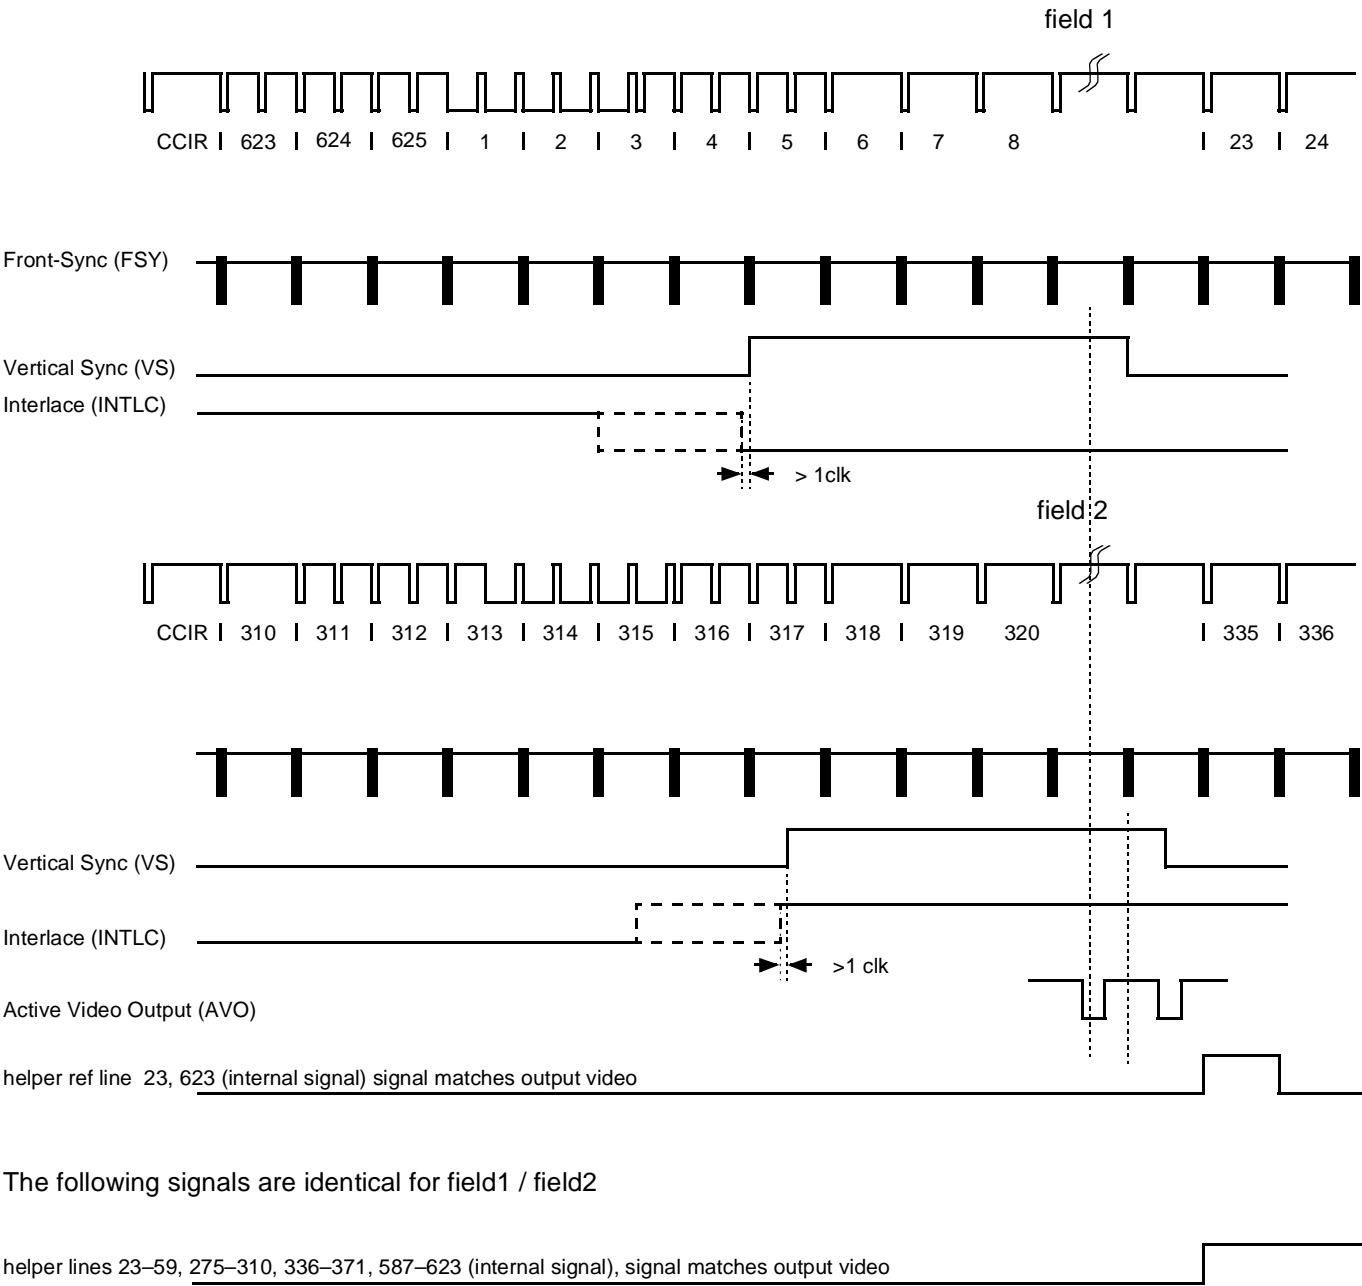 field 1
CCIR 623 624 625 1 2 3 4 5 6 7 8 23 24
Front-Sync (FSY)
Vertical Sync (VS)
Interlace (INTLC)
> 1clk
field 2
CCIR 310 311 312 313 314 315 316 317 318 319 320 335 336
Vertical Sync (VS)
Interlace (INTLC)
>1 clk
Active Video Output (AVO)
helper ref line 23, 623 (internal signal) signal matches output video
The following signals are identical for field1 / field2
helper lines 23–59, 275–310, 336–371, 587–623 (internal signal), signal matches output video